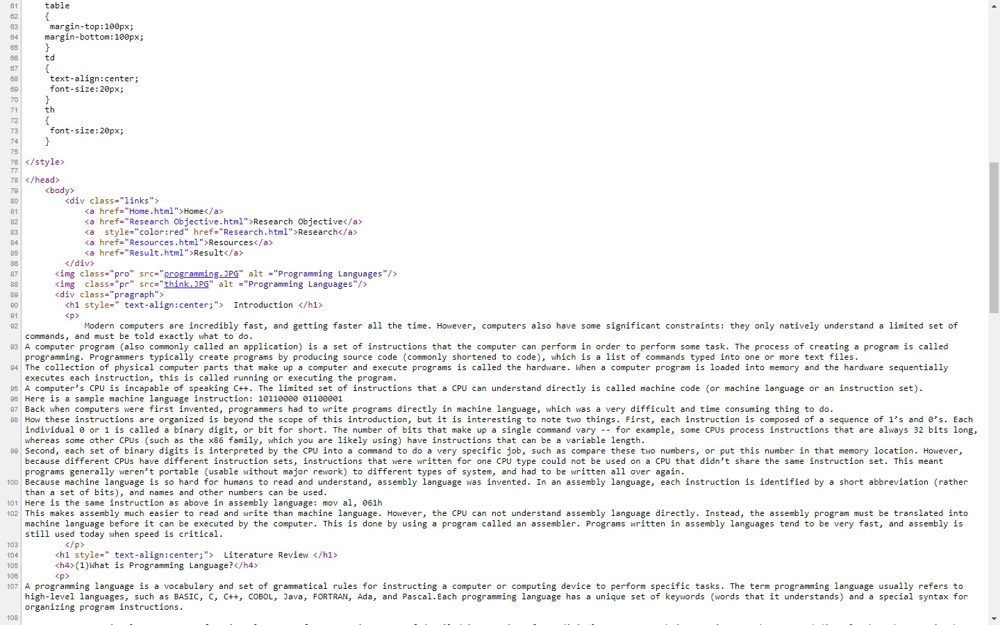 61 table
62 {
63 margin-top:100px;
64 margin-bottom:100px;
65 }
66 td
67 {
68 text-align:center;
69 font-size:20px;
70 }
71 th
72 {
73 font-size:20px;
74 }
75
76 </style>
77
78 </head>
79 <body>
80 <div class="links">
81 <a href="Home.html">Home</a>
82 <a href="Research Objective.html">Research Objective</a>
83 <a  style="color:red" href="Research.html">Research</a>
84 <a href="Resources.html">Resources</a>
85 <a href="Result.html">Result</a>
86 </div>
87 <img class="pro" src="programming.JPG" alt ="Programming Languages"/>
88 <img  class="pr" src="think.JPG" alt ="Programming Languages"/>
89 <div class="pragraph">
90 <h1 style=" text-align:center;">  Introduction </h1>
91 <p>
92 Modern computers are incredibly fast, and getting faster all the time. However, computers also have some significant constraints: they only natively understand a limited set of
commands, and must be told exactly what to do.
93 A computer program (also commonly called an application) is a set of instructions that the computer can perform in order to perform some task. The process of creating a program is called
programming. Programmers typically create programs by producing source code (commonly shortened to code), which is a list of commands typed into one or more text files.
94 The collection of physical computer parts that make up a computer and execute programs is called the hardware. When a computer program is loaded into memory and the hardware sequentially
executes each instruction, this is called running or executing the program.
95 A computer’s CPU is incapable of speaking C++. The limited set of instructions that a CPU can understand directly is called machine code (or machine language or an instruction set).
96 Here is a sample machine language instruction: 10110000 01100001
97 Back when computers were first invented, programmers had to write programs directly in machine language, which was a very difficult and time consuming thing to do.
98 How these instructions are organized is beyond the scope of this introduction, but it is interesting to note two things. First, each instruction is composed of a sequence of 1’s and 0’s. Each
individual 0 or 1 is called a binary digit, or bit for short. The number of bits that make up a single command vary -- for example, some CPUs process instructions that are always 32 bits long,
whereas some other CPUs (such as the x86 family, which you are likely using) have instructions that can be a variable length.
99 Second, each set of binary digits is interpreted by the CPU into a command to do a very specific job, such as compare these two numbers, or put this number in that memory location. However,
because different CPUs have different instruction sets, instructions that were written for one CPU type could not be used on a CPU that didn’t share the same instruction set. This meant
programs generally weren’t portable (usable without major rework) to different types of system, and had to be written all over again.
100 Because machine language is so hard for humans to read and understand, assembly language was invented. In an assembly language, each instruction is identified by a short abbreviation (rather
than a set of bits), and names and other numbers can be used.
101 Here is the same instruction as above in assembly language: mov al, 061h
102 This makes assembly much easier to read and write than machine language. However, the CPU can not understand assembly language directly. Instead, the assembly program must be translated into
machine language before it can be executed by the computer. This is done by using a program called an assembler. Programs written in assembly languages tend to be very fast, and assembly is
still used today when speed is critical.
103 </p>
104 <h1 style=" text-align:center;">  Literature Review </h1>
105 <h4>(1)What is Programming Language?</h4>
106 <p>
107 A programming language is a vocabulary and set of grammatical rules for instructing a computer or computing device to perform specific tasks. The term programming language usually refers to
high-level languages, such as BASIC, C, C++, COBOL, Java, FORTRAN, Ada, and Pascal.Each programming language has a unique set of keywords (words that it understands) and a special syntax for
organizing program instructions.
108